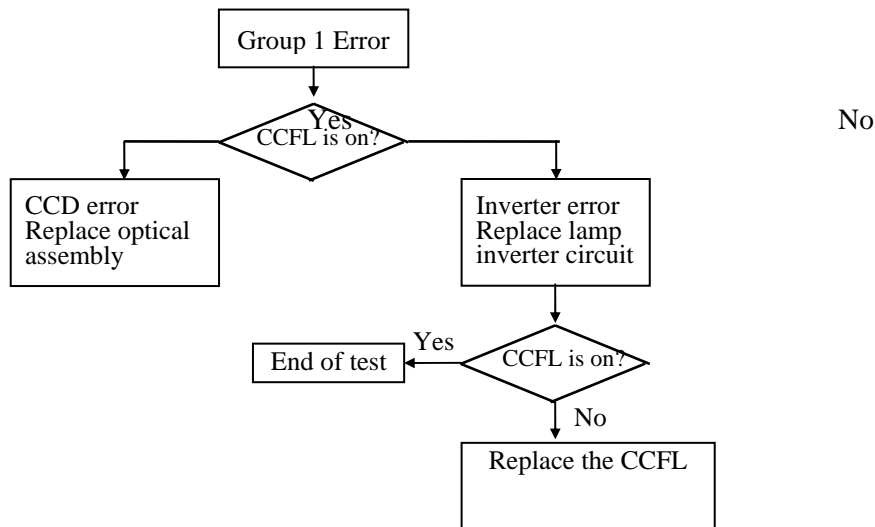 Group 1 Error
Yes
No
CCFL is on?
CCD error
Replace optical
assembly
Inverter error
Replace lamp
inverter circuit
Yes
End of test
CCFL is on?
No
Replace the CCFL